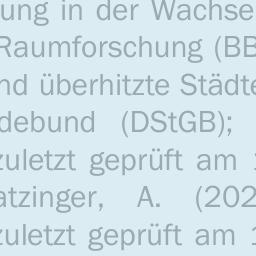 ung in der Wachse
Raumforschung (BB
nd überhitzte Städte
debund (DStGB);
zuletzt geprüft am 1
atzinger, A. (202
zuletzt geprüft am 1